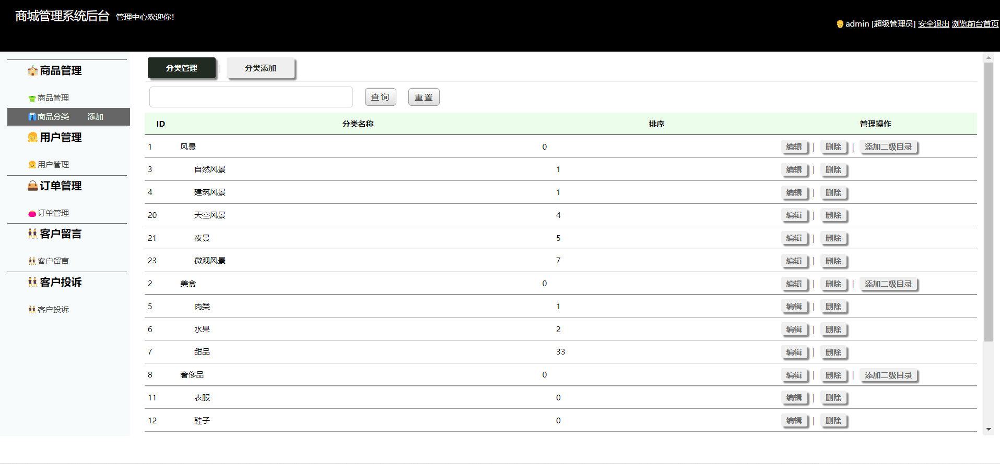 商城管理系统后台 管理中心欢迎你!
admin [超级管理员] 安全退出 浏览前台首页
商品管理
商品管理
商品分类 添加
用户管理
用户管理
订单管理
订单管理
客户留言
客户留言
客户投诉
客户投诉
分类管理 | 分类添加
查询 重置
ID 分类名称 排序 管理操作
1 风景 0 编辑 | 删除 | 添加二级目录
3 自然风景 1 编辑 | 删除
4 建筑风景 1 编辑 | 删除
20 天空风景 4 编辑 | 删除
21 夜景 5 编辑 | 删除
23 微观风景 7 编辑 | 删除
2 美食 0 编辑 | 删除 | 添加二级目录
5 肉类 1 编辑 | 删除
6 水果 2 编辑 | 删除
7 甜品 33 编辑 | 删除
8 奢侈品 0 编辑 | 删除 | 添加二级目录
11 衣服 0 编辑 | 删除
12 鞋子 0 编辑 | 删除